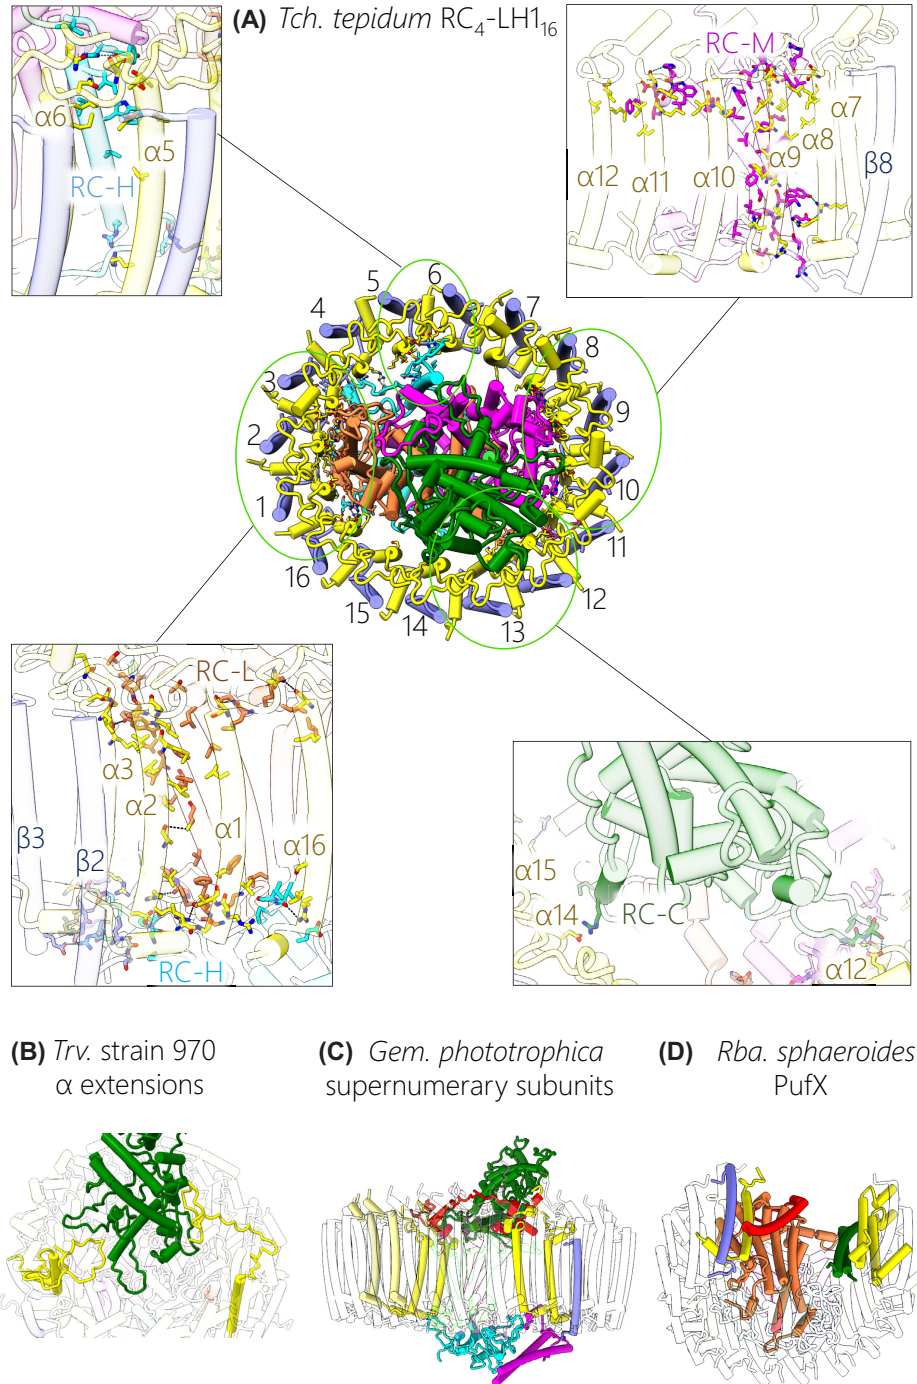 (A) Tch. tepidum RC4-LH116
α6
α5
RC-H
RC-M
α7
α8
α9
α10
α11
α12
β8
1
2
3
4
5
6
7
8
9
10
11
12
13
14
15
16
RC-L
α3
α2
α1
α16
β3
β2
RC-H
α15
α14
RC-C
α12
(B) Trv. strain 970
α extensions
(C) Gem. phototrophica
supernumerary subunits
(D) Rba. sphaeroides
PufX